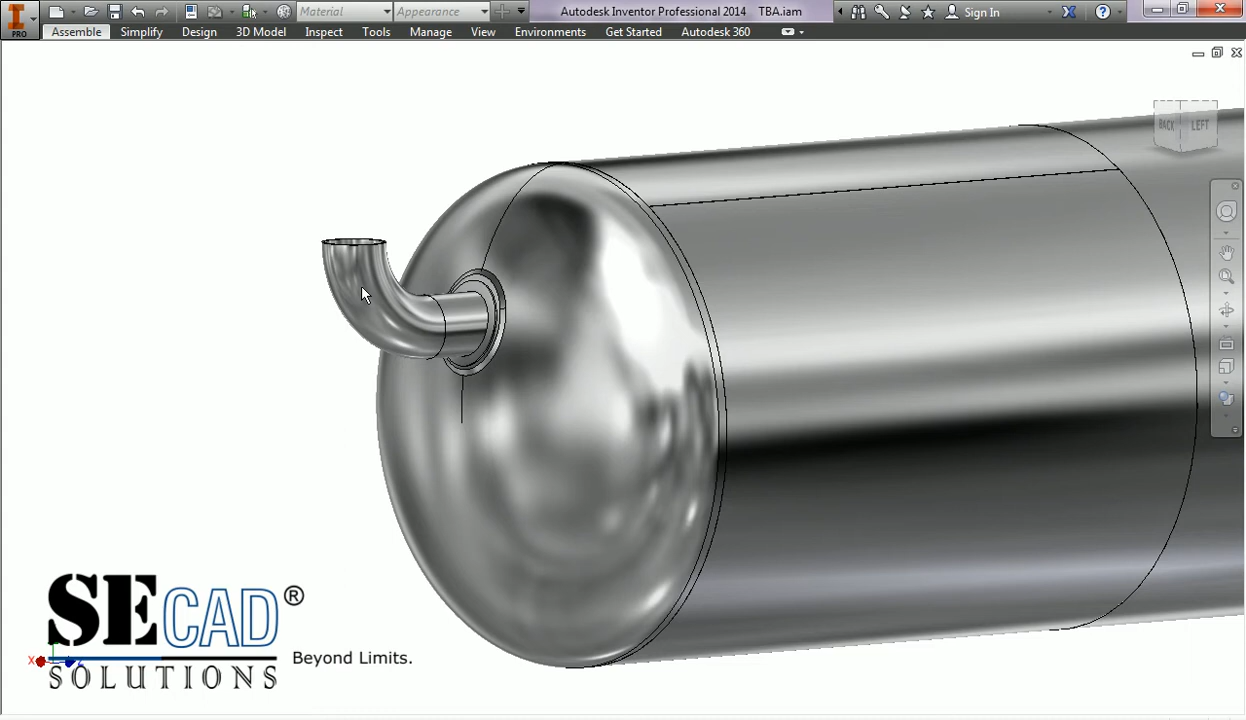 Material
Appearance
Autodesk Inventor Professional 2014 TBA.iam
Sign In
PRO
Assemble
Simplify
Design
3D Model
Inspect
Tools
Manage
View
Environments
Get Started
Autodesk 360
BACK
LEFT
SECAD®
SOLUTIONS
Beyond Limits.
X